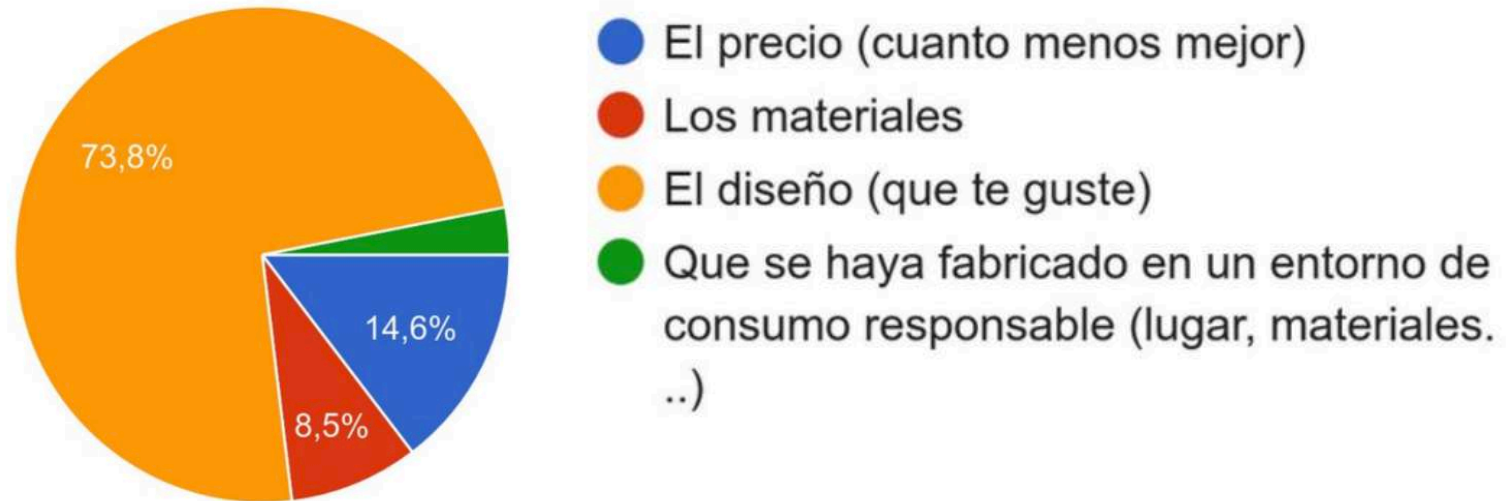 73,8%
14,6%
8,5%
El precio (cuanto menos mejor)
Los materiales
El diseño (que te guste)
Que se haya fabricado en un entorno de
consumo responsable (lugar, materiales.
..)